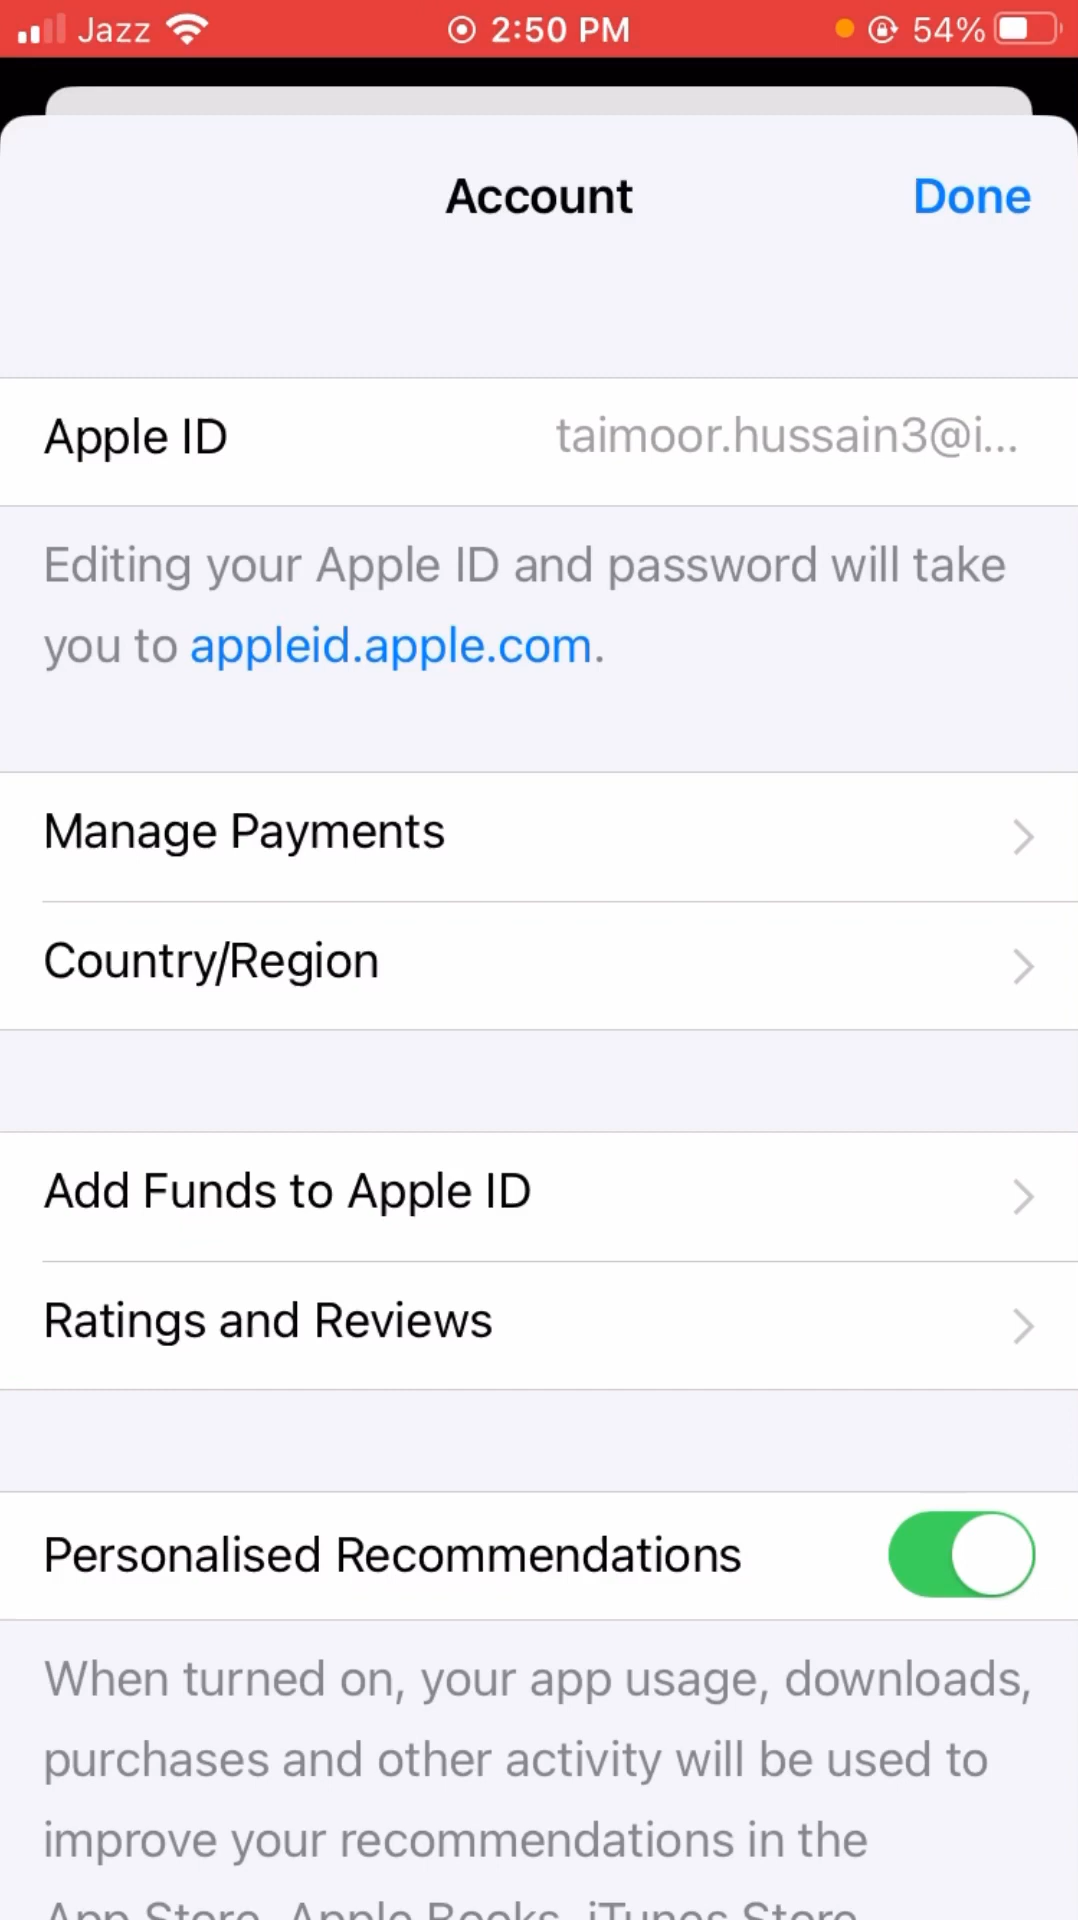 Jazz 2:50 PM 54%
Account Done
Apple ID taimoor.hussain3@i...
Editing your Apple ID and password will take
you to appleid.apple.com.
Manage Payments
Country/Region
Add Funds to Apple ID
Ratings and Reviews
Personalised Recommendations
When turned on, your app usage, downloads,
purchases and other activity will be used to
improve your recommendations in the
App Store, Apple Books, iTunes Store